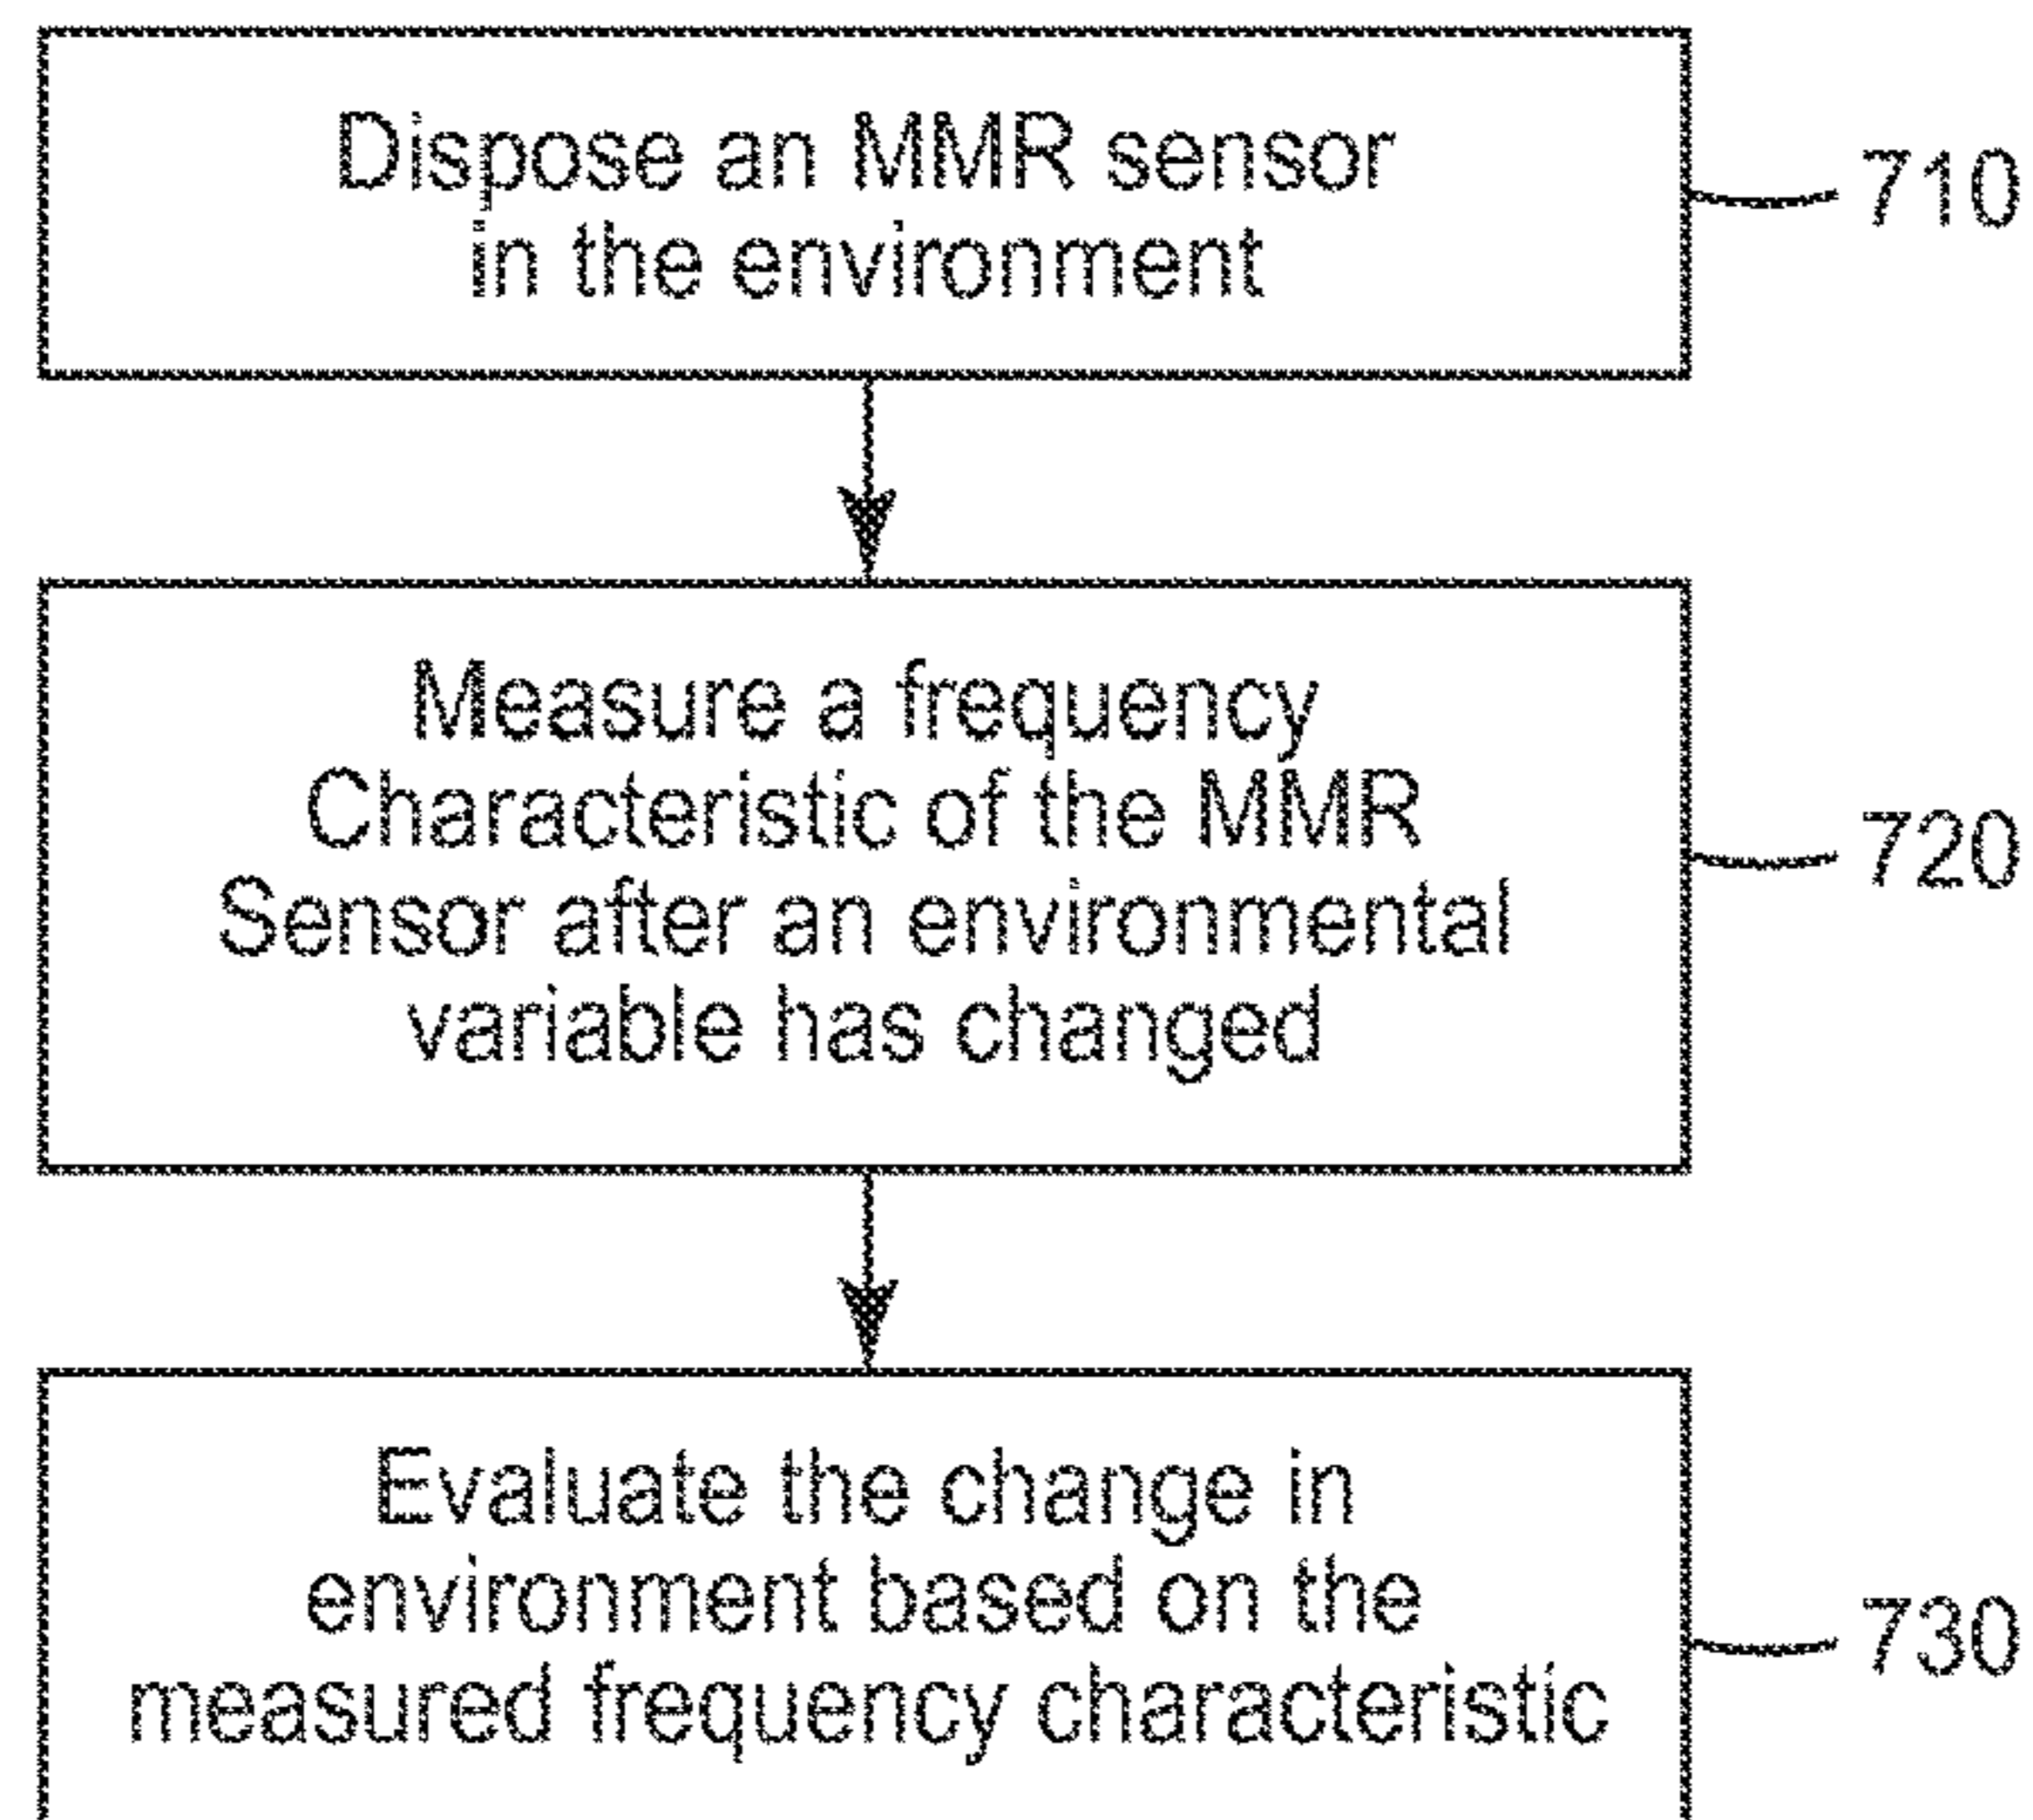 Dispose an MMR sensor
in the environment
710
Measure a frequency
Characteristic of the MMR
Sensor after an environmental
variable has changed
720
Evaluate the change in
environment based on the
measured frequency characteristic
730